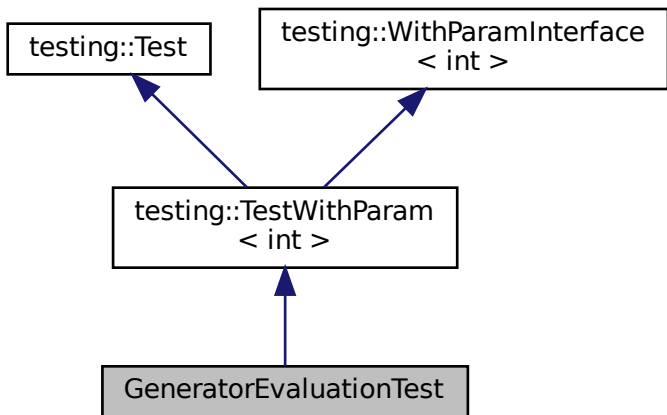 testing::Test
testing::WithParamInterface
< int >
testing::TestWithParam
< int >
GeneratorEvaluationTest